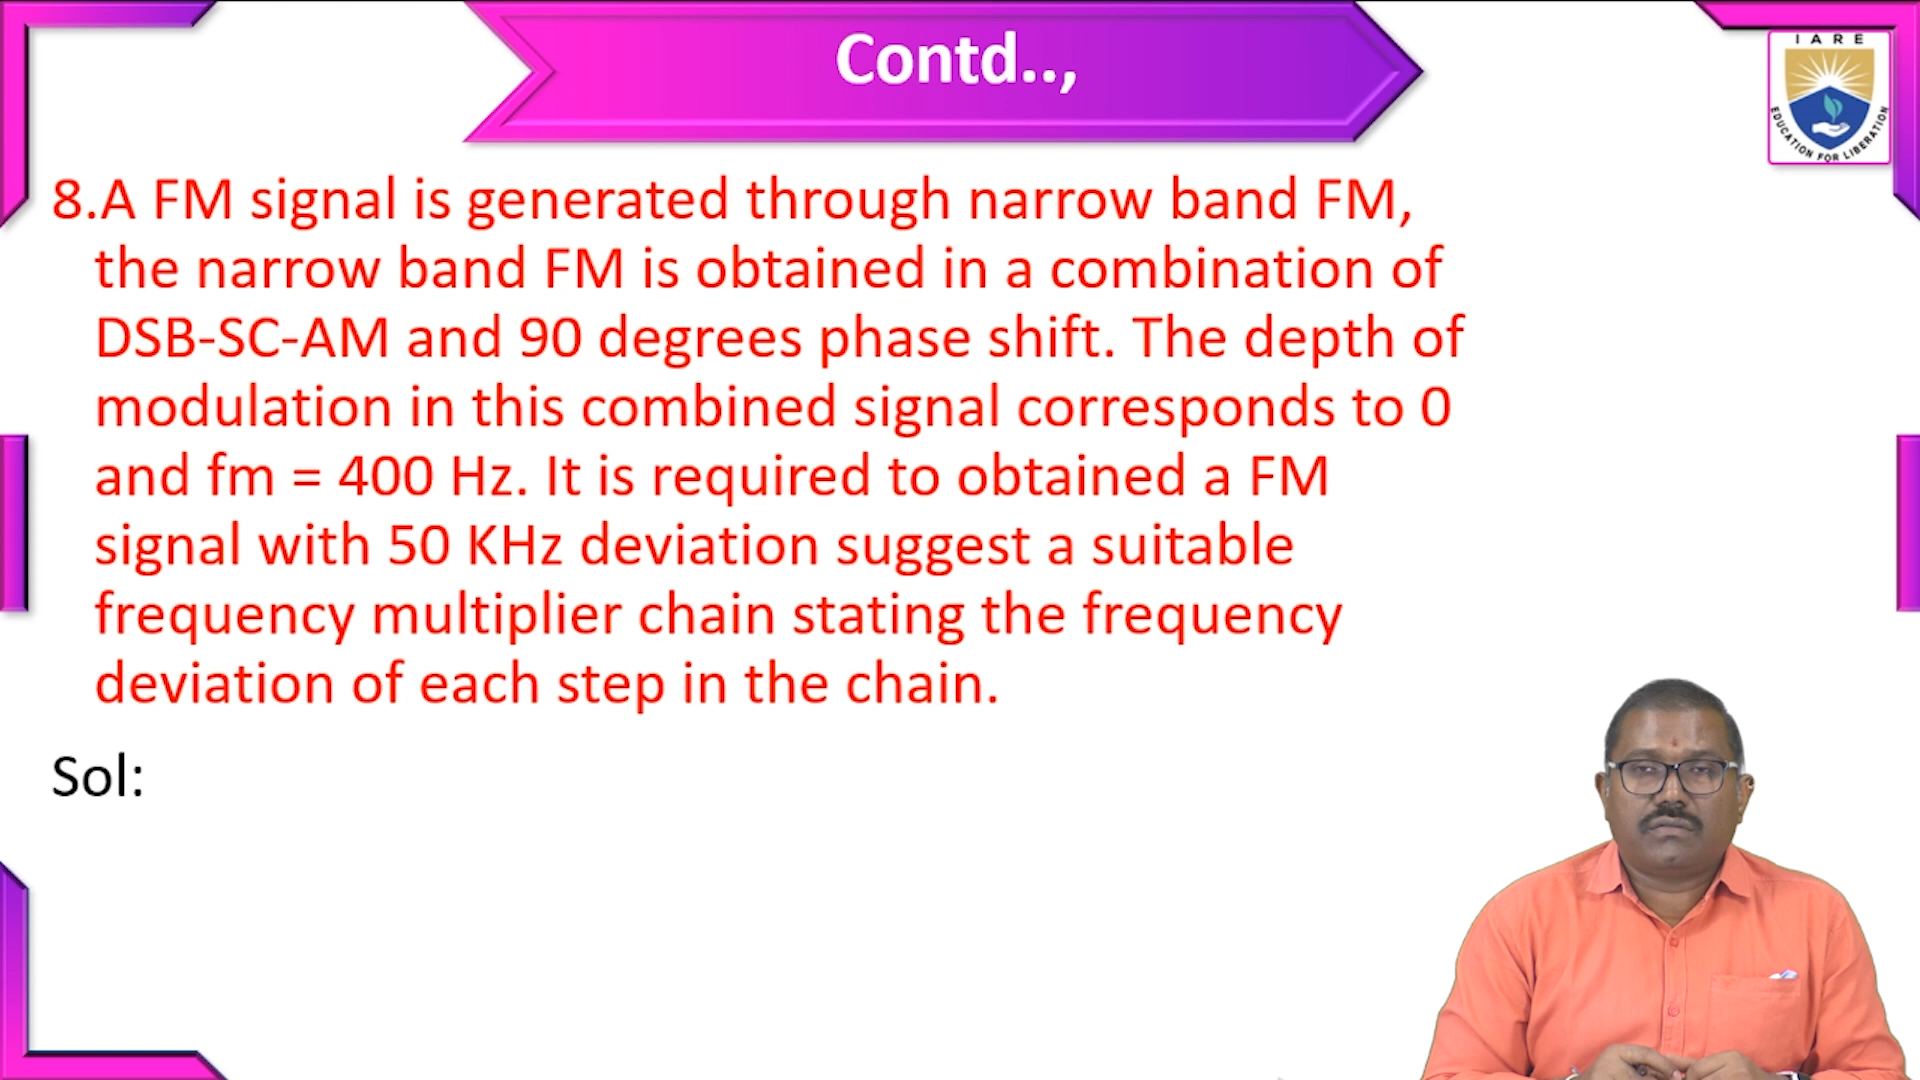 Contd..,
I A R E
EDUCATION FOR LIBERATION
8.A FM signal is generated through narrow band FM,
the narrow band FM is obtained in a combination of
DSB-SC-AM and 90 degrees phase shift. The depth of
modulation in this combined signal corresponds to 0
and fm = 400 Hz. It is required to obtained a FM
signal with 50 KHz deviation suggest a suitable
frequency multiplier chain stating the frequency
deviation of each step in the chain.
Sol: